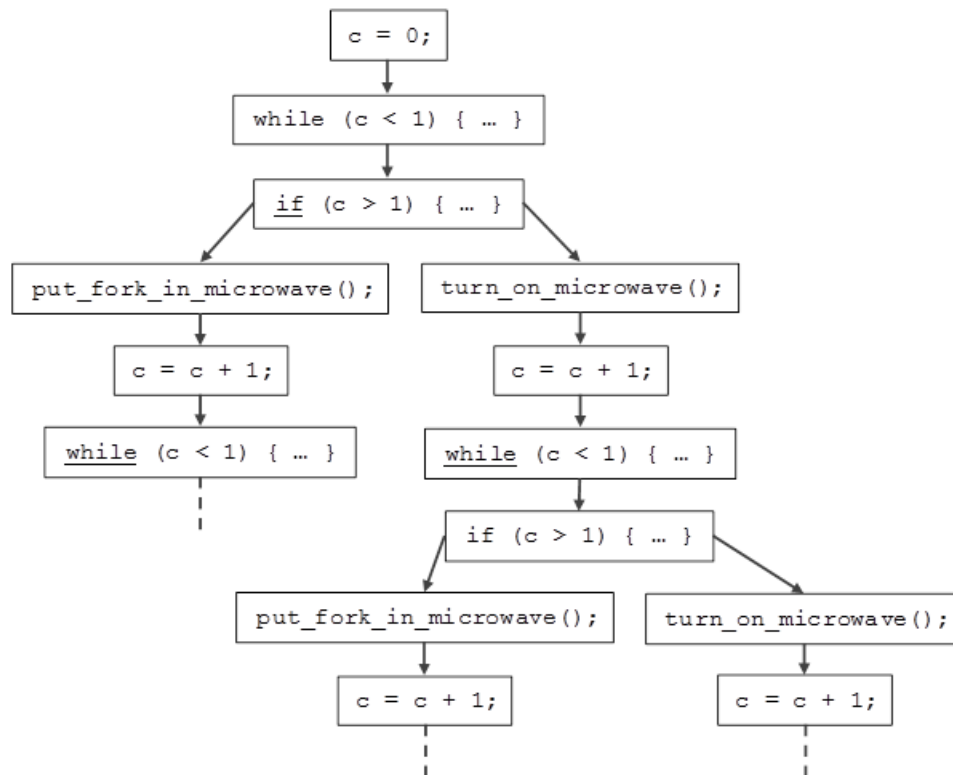 c = 0;
while (c < 1) { … }
if (c > 1) { … }
put_fork_in_microwave();
turn_on_microwave();
c = c + 1;
c = c + 1;
while (c < 1) { … }
while (c < 1) { … }
if (c > 1) { … }
put_fork_in_microwave();
turn_on_microwave();
c = c + 1;
c = c + 1;